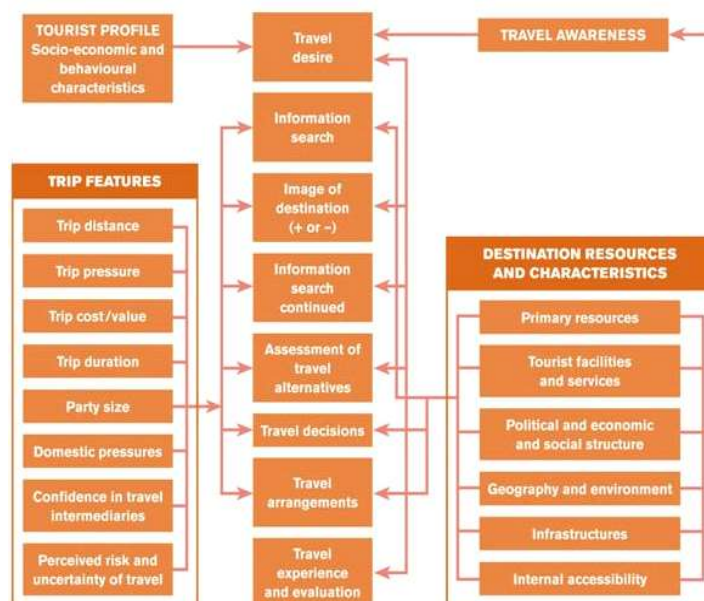 TOURIST PROFILE
Socio-economic and
behavioural
characteristics
Travel
desire
TRAVEL AWARENESS
Information
search
Image of
destination
(+ or –)
Information
search
continued
Assessment of
travel
alternatives
Travel decisions
Travel
arrangements
Travel
experience
and evaluation
TRIP FEATURES
Trip distance
Trip pressure
Trip cost/value
Trip duration
Party size
Domestic pressures
Confidence in travel
intermediaries
Perceived risk and
uncertainty of travel
DESTINATION RESOURCES
AND CHARACTERISTICS
Primary resources
Tourist facilities
and services
Political and economic
and social structure
Geography and environment
Infrastructures
Internal accessibility